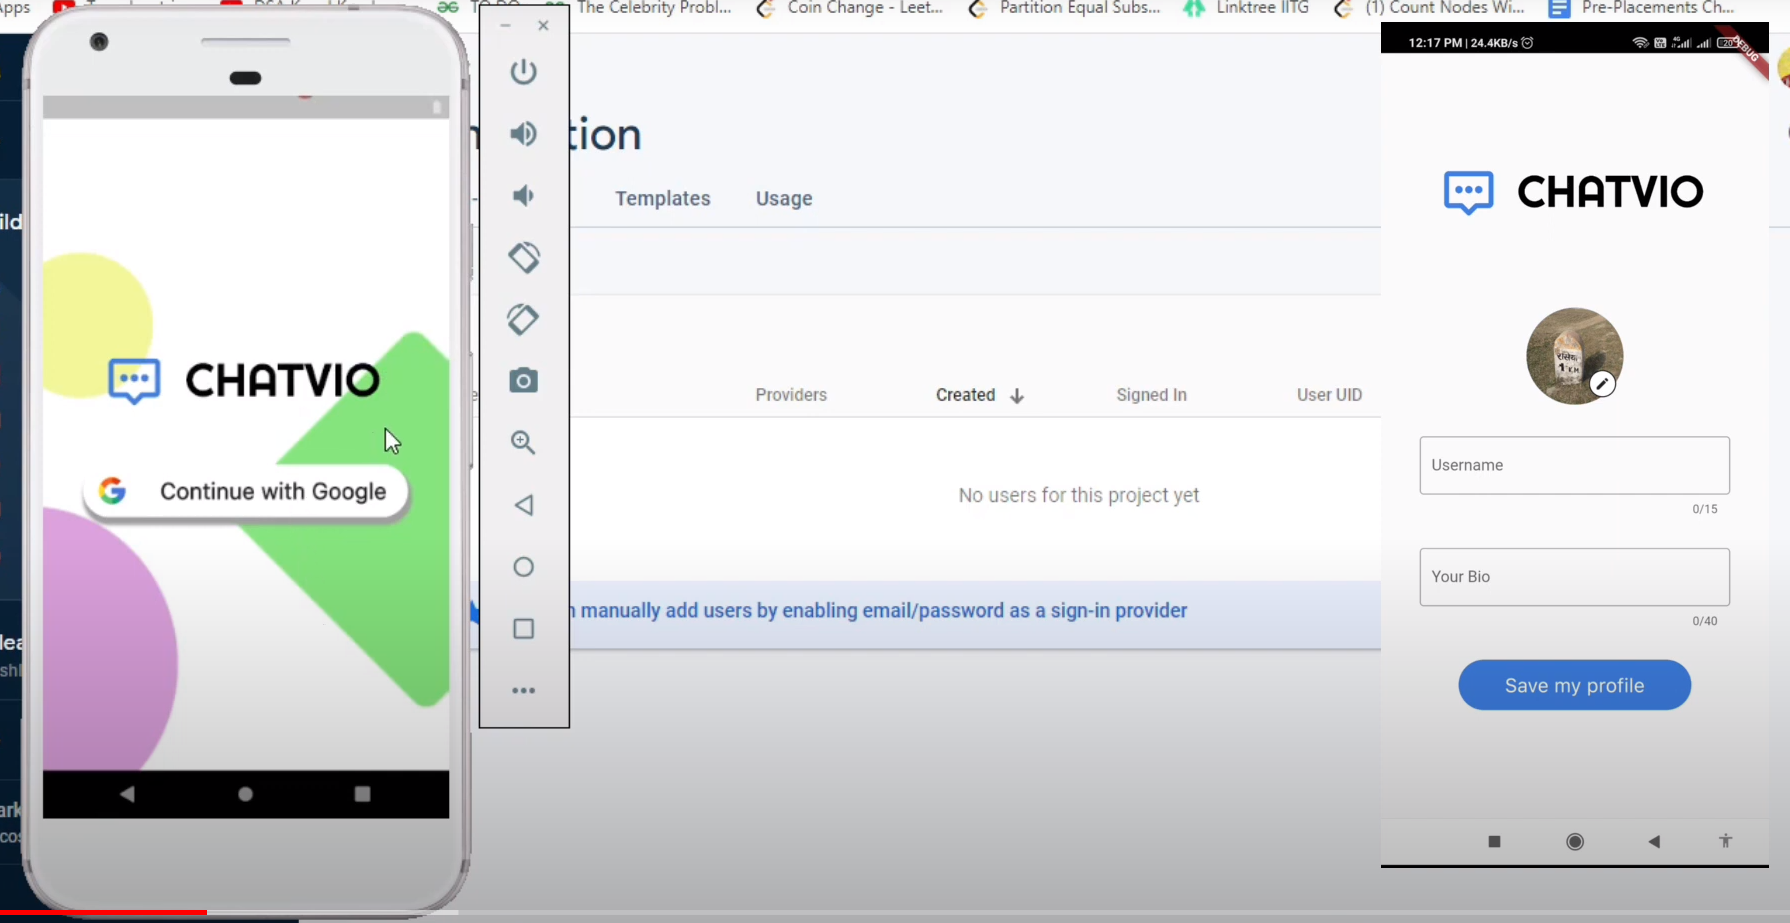 The Celebrity Probl...
Coin Change - Leet...
Partition Equal Subs...
Linktree IITG
(1) Count Nodes Wi...
Pre-Placements Ch...
tion
Templates
Usage
Providers
Created
Signed In
User UID
No users for this project yet
manually add users by enabling email/password as a sign-in provider
CHATVIO
Continue with Google
12:17 PM | 24.4KB/s
4G
20
DEBUG
CHATVIO
1
Username
0/15
Your Bio
0/40
Save my profile